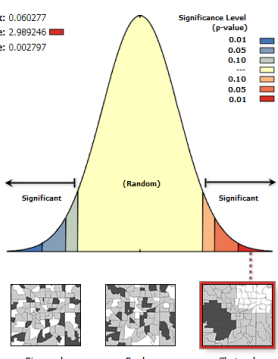 x: 0.060277
e: 2.989246
e: 0.002797
Significance Level
(p-value)
0.01
0.05
0.10
---
0.10
0.05
0.01
Significant
(Random)
Significant